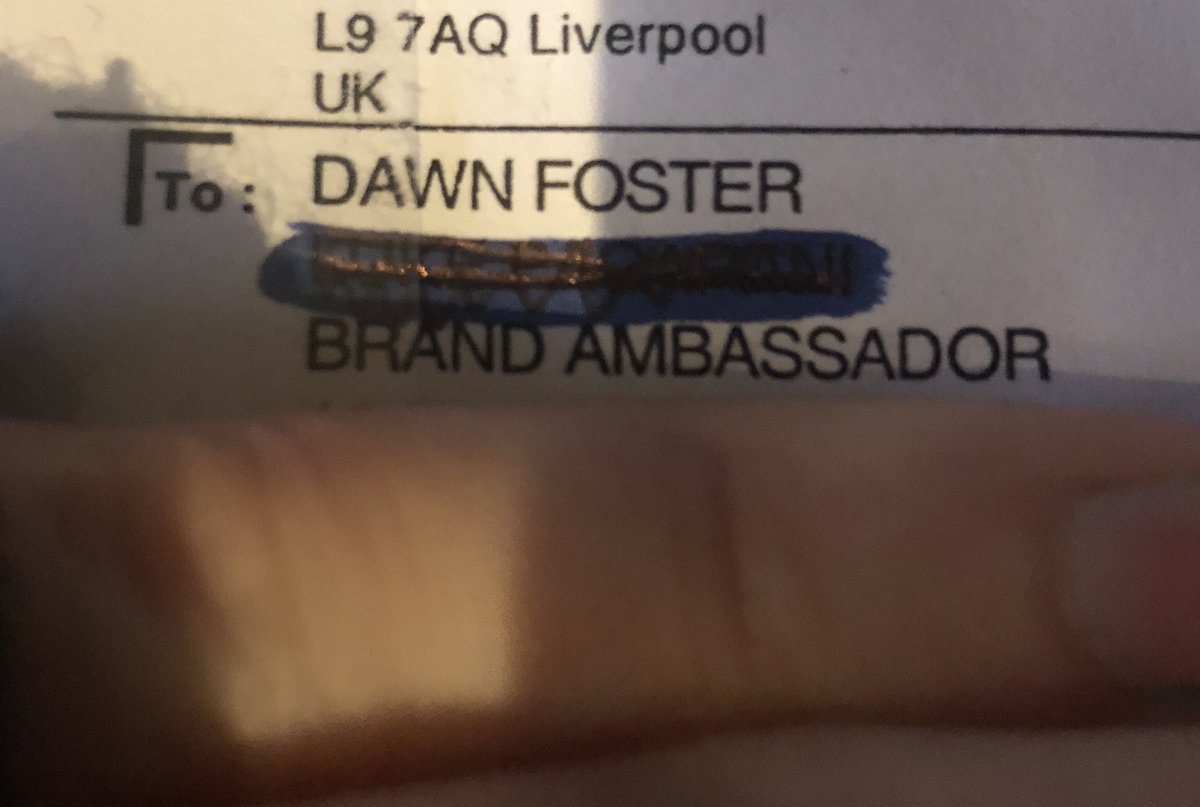 L9 7AQ Liverpool
UK
To: DAWN FOSTER
BRAND AMBASSADOR